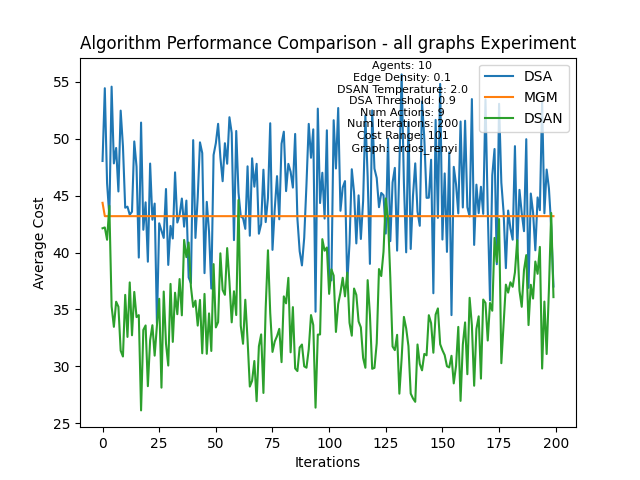 Algorithm Performance Comparison - all graphs Experiment
Agents: 10
Edge Density: 0.1
DSAN Temperature: 2.0
DSA Threshold: 0.9
Num Actions: 9
Num Iterations: 200
Cost Range: 101
Graph: erdos_renyi
DSA
MGM
DSAN
Average Cost
55
50
45
40
35
30
25
0 25 50 75 100 125 150 175 200
Iterations